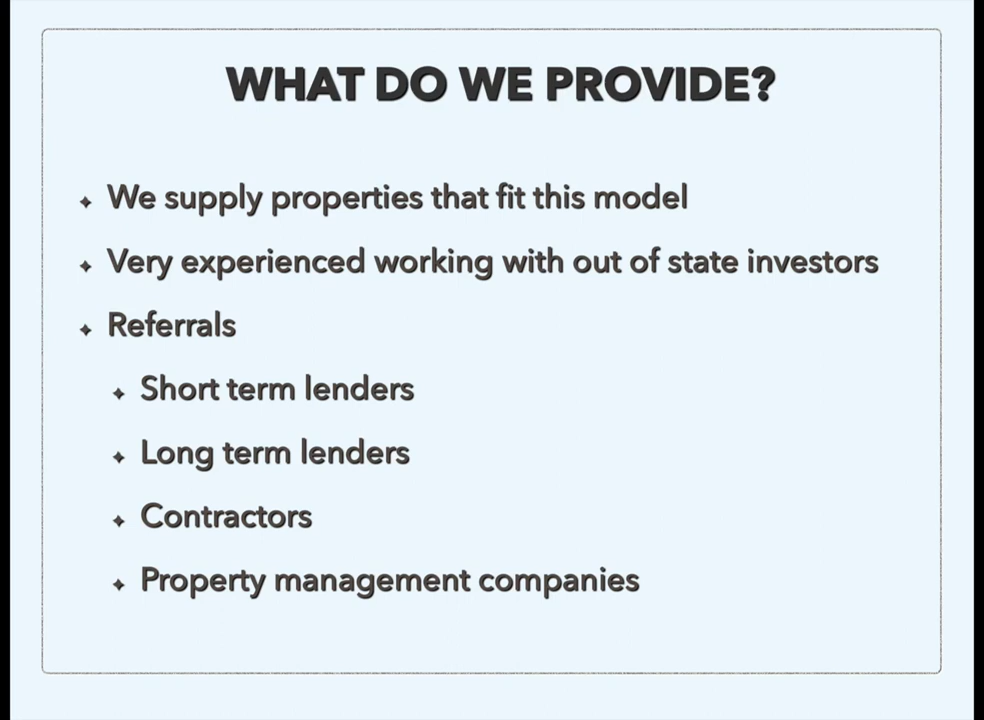 WHAT DO WE PROVIDE?
We supply properties that fit this model
Very experienced working with out of state investors
Referrals
Short term lenders
Long term lenders
Contractors
Property management companies